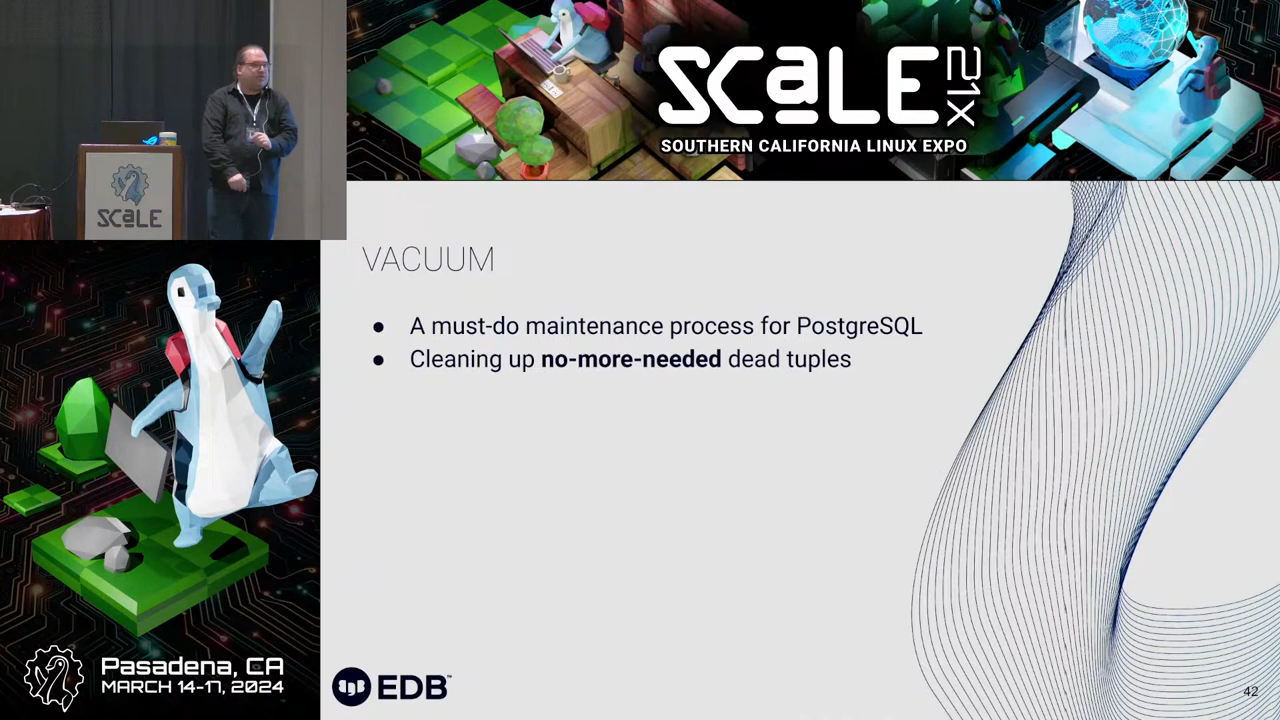 SCaLE 21x
SOUTHERN CALIFORNIA LINUX EXPO
SCaLE
VACUUM
● A must-do maintenance process for PostgreSQL
● Cleaning up no-more-needed dead tuples
Pasadena, CA
MARCH 14-17, 2024
EDB™
42